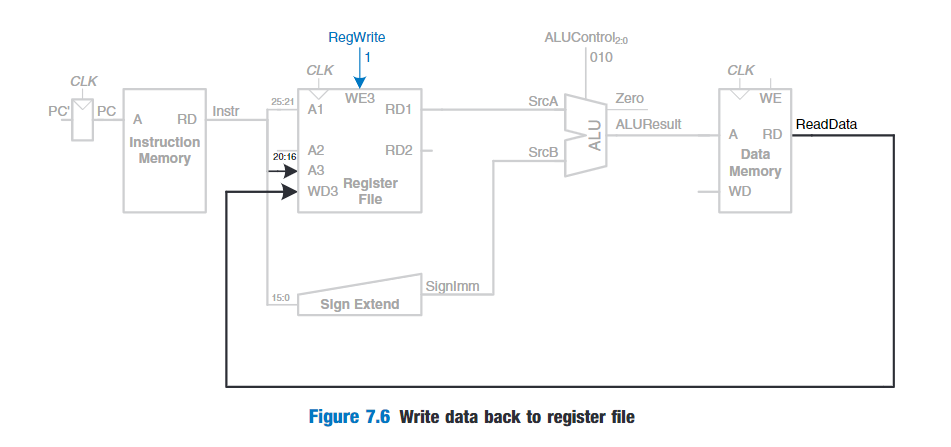 RegWrite
ALUControl2:0
1
010
CLK
CLK
CLK
PC'
PC
A
RD
Instr
Instruction
Memory
25:21
A1
WE3
RD1
A2
RD2
20:16
A3
WD3
Register
File
SrcA
SrcB
ALU
Zero
ALUResult
WE
A
RD
ReadData
Data
Memory
WD
15:0
Sign Extend
SignImm
Figure 7.6 Write data back to register file